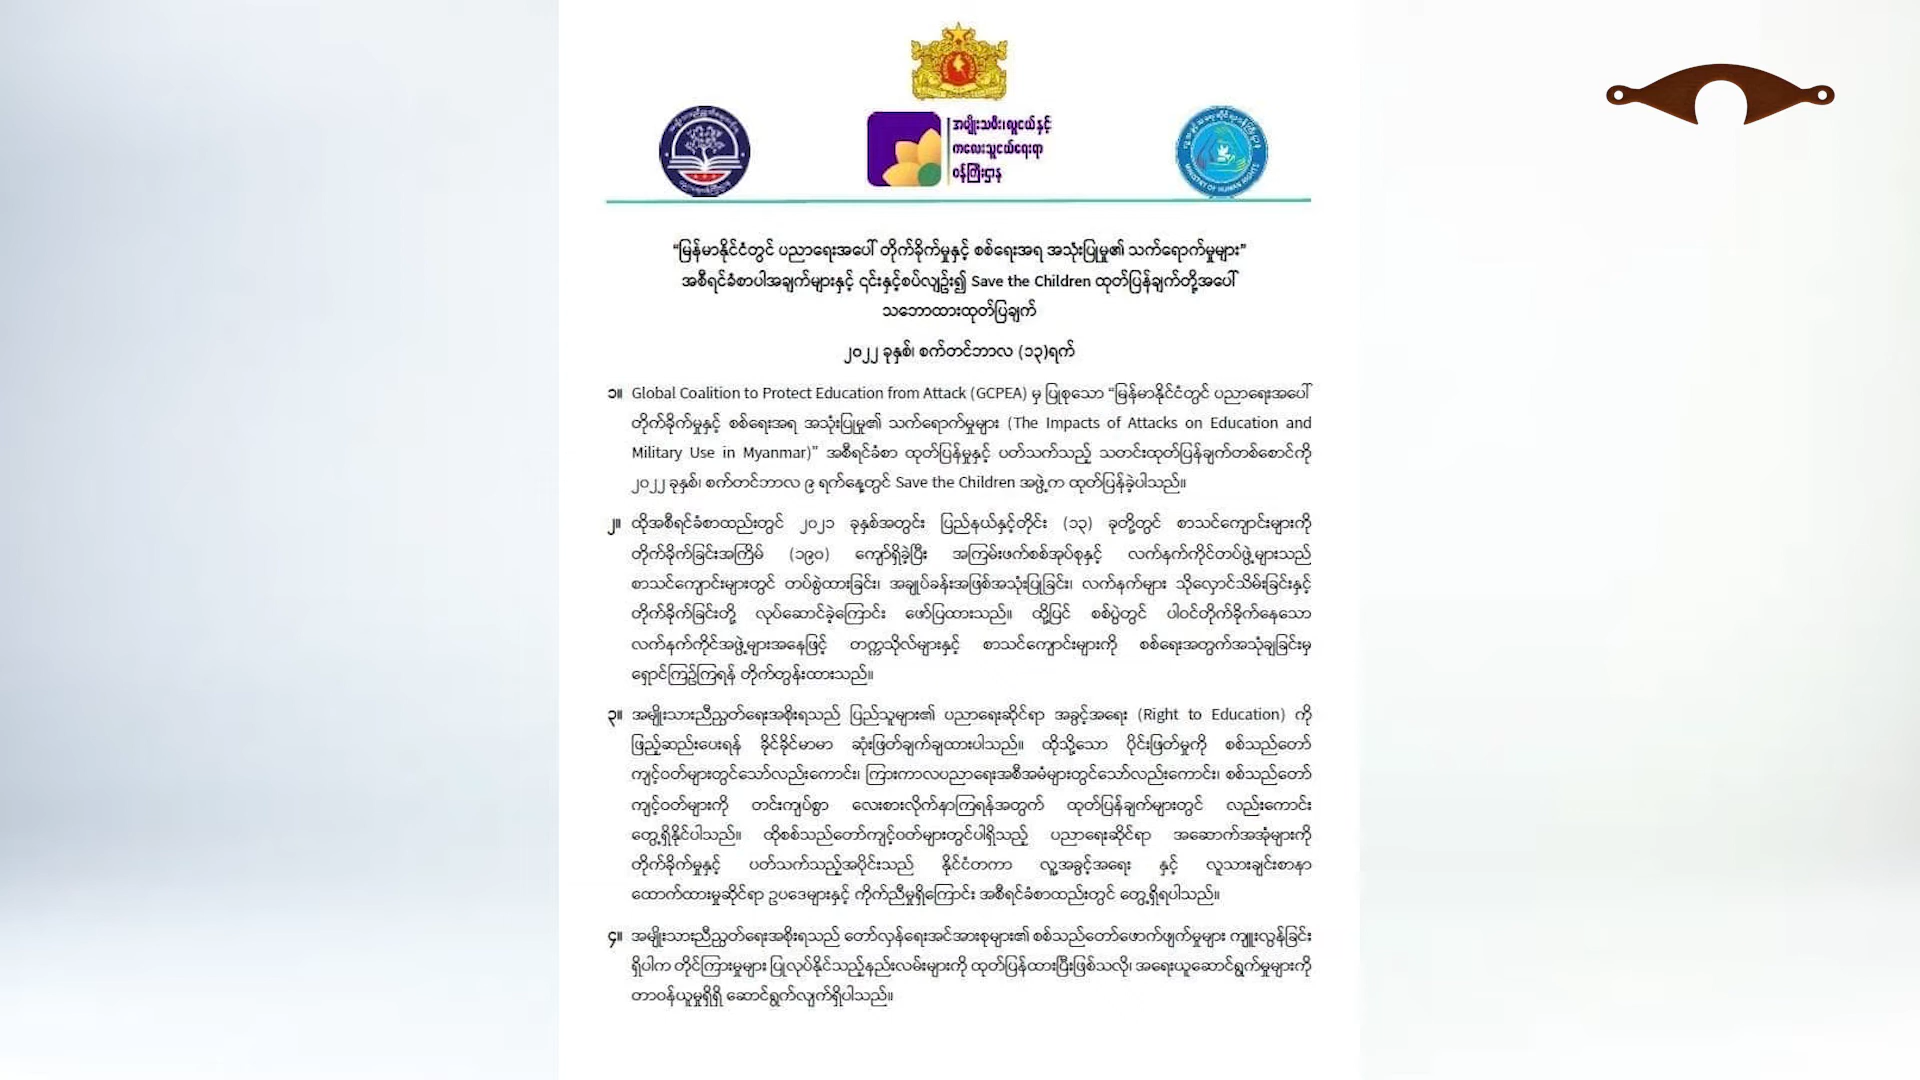 အမျိုးသမီး၊လူငယ်နှင့်
ကလေးသူငယ်ရေးရာ
ဝန်ကြီးဌာန
MINISTRY OF HUMAN RIGHTS
“မြန်မာနိုင်ငံတွင် ပညာရေးအပေါ် တိုက်ခိုက်မှုနှင့် စစ်ရေးအရ အသုံးပြုမှု၏ သက်ရောက်မှုများ”
အစီရင်ခံစာပါအချက်များနှင့် ၎င်းနှင့်စပ်လျဉ်း၍ Save the Children ထုတ်ပြန်ချက်တို့အပေါ်
သဘောထားထုတ်ပြချက်
၂၀၂၂ ခုနှစ်၊ စက်တင်ဘာလ (၁၃)ရက်
၁။ Global Coalition to Protect Education from Attack (GCPEA) မှ ပြုစုသော “မြန်မာနိုင်ငံတွင် ပညာရေးအပေါ်
တိုက်ခိုက်မှုနှင့် စစ်ရေးအရ အသုံးပြုမှု၏ သက်ရောက်မှုများ (The Impacts of Attacks on Education and
Military Use in Myanmar)” အစီရင်ခံစာ ထုတ်ပြန်မှုနှင့် ပတ်သက်သည့် သတင်းထုတ်ပြန်ချက်တစ်စောင်ကို
၂၀၂၂ ခုနှစ်၊ စက်တင်ဘာလ ၉ ရက်နေ့တွင် Save the Children အဖွဲ့က ထုတ်ပြန်ခဲ့ပါသည်။
၂။ ထိုအစီရင်ခံစာထည်းတွင် ၂၀၂၁ ခုနှစ်အတွင်း ပြည်နယ်နှင့်တိုင်း (၁၃) ခုတို့တွင် စာသင်ကျောင်းများကို
တိုက်ခိုက်ခြင်းအကြိမ် (၁၉၀) ကျော်ရှိခဲ့ပြီး အကြမ်းဖက်စစ်အုပ်စုနှင့် လက်နက်ကိုင်တပ်ဖွဲ့များသည်
စာသင်ကျောင်းများတွင် တပ်စွဲထားခြင်း၊ အချုပ်ခန်းအဖြစ်အသုံးပြုခြင်း၊ လက်နက်များ သိုလှောင်သိမ်းခြင်းနှင့်
တိုက်ခိုက်ခြင်းတို့ လုပ်ဆောင်ခဲ့ကြောင်း ဖော်ပြထားသည်။ ထို့ပြင် စစ်ပွဲတွင် ပါဝင်တိုက်ခိုက်နေသော
လက်နက်ကိုင်အဖွဲ့များအနေဖြင့် တက္ကသိုလ်များနှင့် စာသင်ကျောင်းများကို စစ်ရေးအတွက်အသုံချခြင်းမှ
ရှောင်ကြဉ်ကြရန် တိုက်တွန်းထားသည်။
၃။ အမျိုးသားညီညွတ်ရေးအစိုးရသည် ပြည်သူများ၏ ပညာရေးဆိုင်ရာ အခွင့်အရေး (Right to Education) ကို
ဖြည့်ဆည်းပေးရန် ခိုင်ခိုင်မာမာ ဆုံးဖြတ်ချက်ချထားပါသည်။ ထိုသို့သော ပိုင်းဖြတ်မှုကို စစ်သည်တော်
ကျင့်ဝတ်များတွင်သော်လည်းကောင်း၊ ကြားကာလပညာရေးအစီအမံများတွင်သော်လည်းကောင်း၊ စစ်သည်တော်
ကျင့်ဝတ်များကို တင်းကျပ်စွာ လေးစားလိုက်နာကြရန်အတွက် ထုတ်ပြန်ချက်များတွင် လည်းကောင်း
တွေ့ရှိနိုင်ပါသည်။ ထိုစစ်သည်တော်ကျင့်ဝတ်များတွင်ပါရှိသည့် ပညာရေးဆိုင်ရာ အဆောက်အအုံများကို
တိုက်ခိုက်မှုနှင့် ပတ်သက်သည့်အပိုင်းသည် နိုင်ငံတကာ လူ့အခွင့်အရေး နှင့် လူသားချင်းစာနာ
ထောက်ထားမှုဆိုင်ရာ ဥပဒေများနှင့် ကိုက်ညီမှုရှိကြောင်း အစီရင်ခံစာထည်းတွင် တွေ့ရှိရပါသည်။
၄။ အမျိုးသားညီညွတ်ရေးအစိုးရသည် တော်လှန်ရေးအင်အားစုများ၏ စစ်သည်တော်ဖောက်ဖျက်မှုများ ကျူးလွန်ခြင်း
ရှိပါက တိုင်ကြားမှုများ ပြုလုပ်နိုင်သည့်နည်းလမ်းများကို ထုတ်ပြန်ထားပြီးဖြစ်သလို၊ အရေးယူဆောင်ရွက်မှုများကို
တာဝန်ယူမှုရှိရှိ ဆောင်ရွက်လျက်ရှိပါသည်။